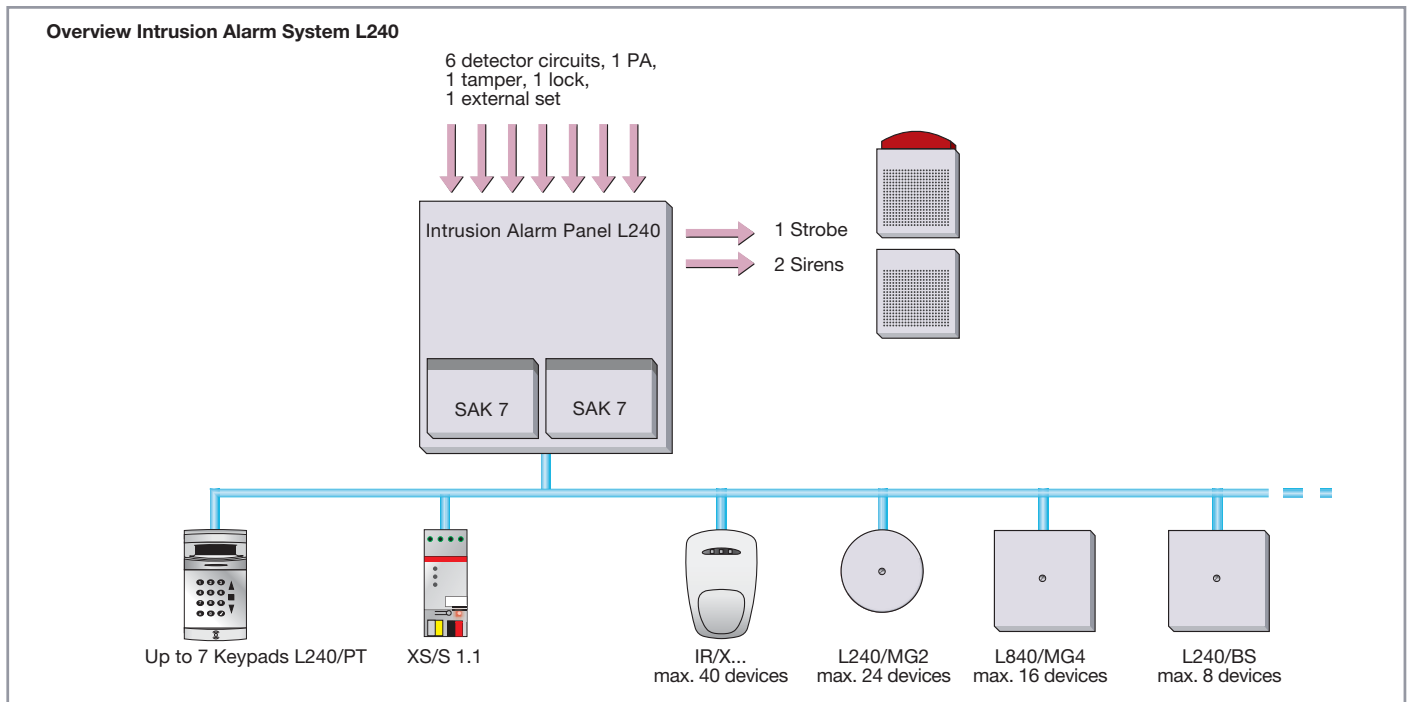 Overview Intrusion Alarm System L240
6 detector circuits, 1 PA,
1 tamper, 1 lock,
1 external set
Intrusion Alarm Panel L240
1 Strobe
2 Sirens
SAK 7
SAK 7
Up to 7 Keypads L240/PT
XS/S 1.1
IR/X...
max. 40 devices
L240/MG2
max. 24 devices
L840/MG4
max. 16 devices
L240/BS
max. 8 devices